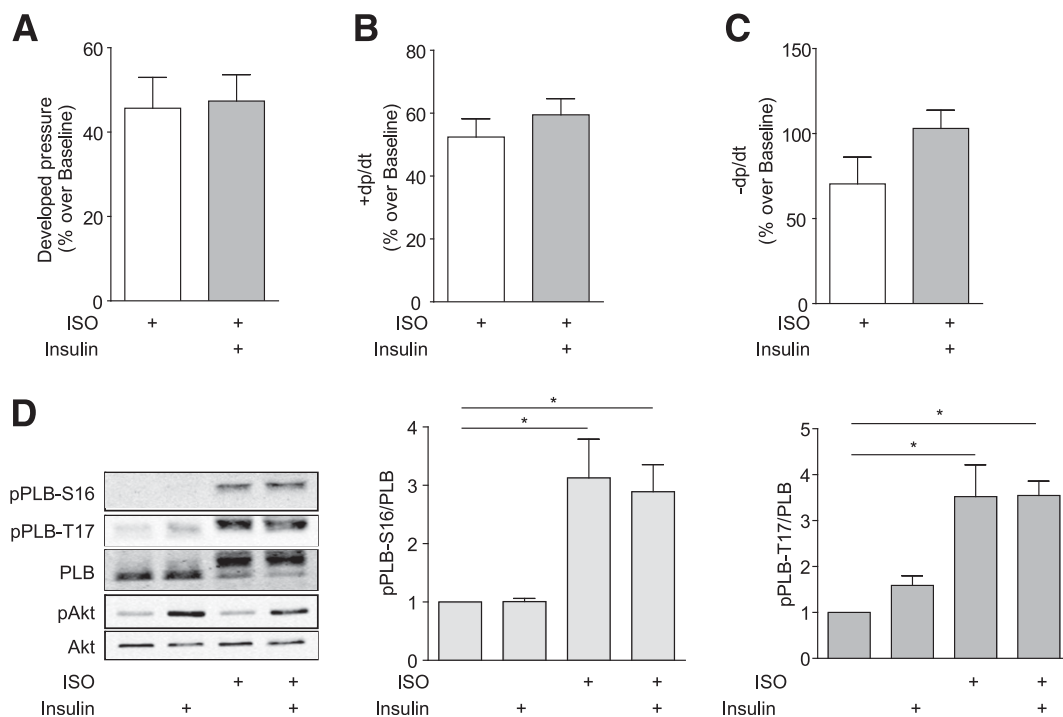 A
Developed pressure
(% over Baseline)
60
40
20
0
ISO + +
Insulin +
B
+dp/dt
(% over Baseline)
80
60
40
20
0
ISO + +
Insulin +
C
-dp/dt
(% over Baseline)
150
100
50
0
ISO + +
Insulin +
D
pPLB-S16
pPLB-T17
PLB
pAkt
Akt
ISO + +
Insulin + +
pPLB-S16/PLB
4
3
2
1
0
*
*
+ +
+ +
pPLB-T17/PLB
5
4
3
2
1
0
*
*
ISO + +
Insulin + +